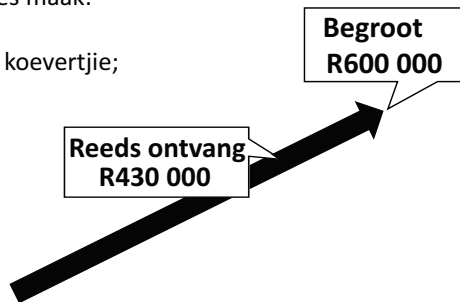 es maak.
koevertjie;
Begroot
R600 000
Reeds ontvang
R430 000